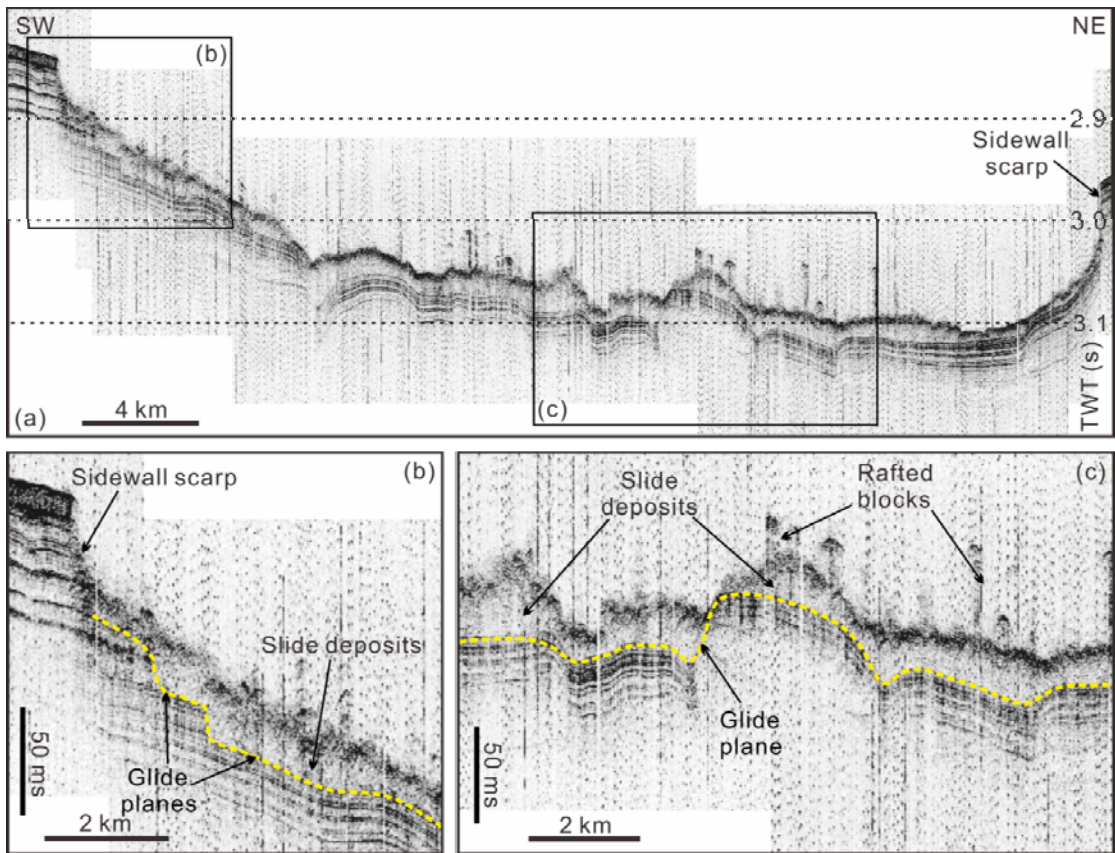 SW
NE
(b)
2.9
Sidewall
scarp
3.0
3.1
TWT (s)
(a)
4 km
(c)
Sidewall scarp
(b)
Slide deposits
50 ms
Glide
planes
2 km
Slide
deposits
Rafted
blocks
(c)
Glide
plane
50 ms
2 km